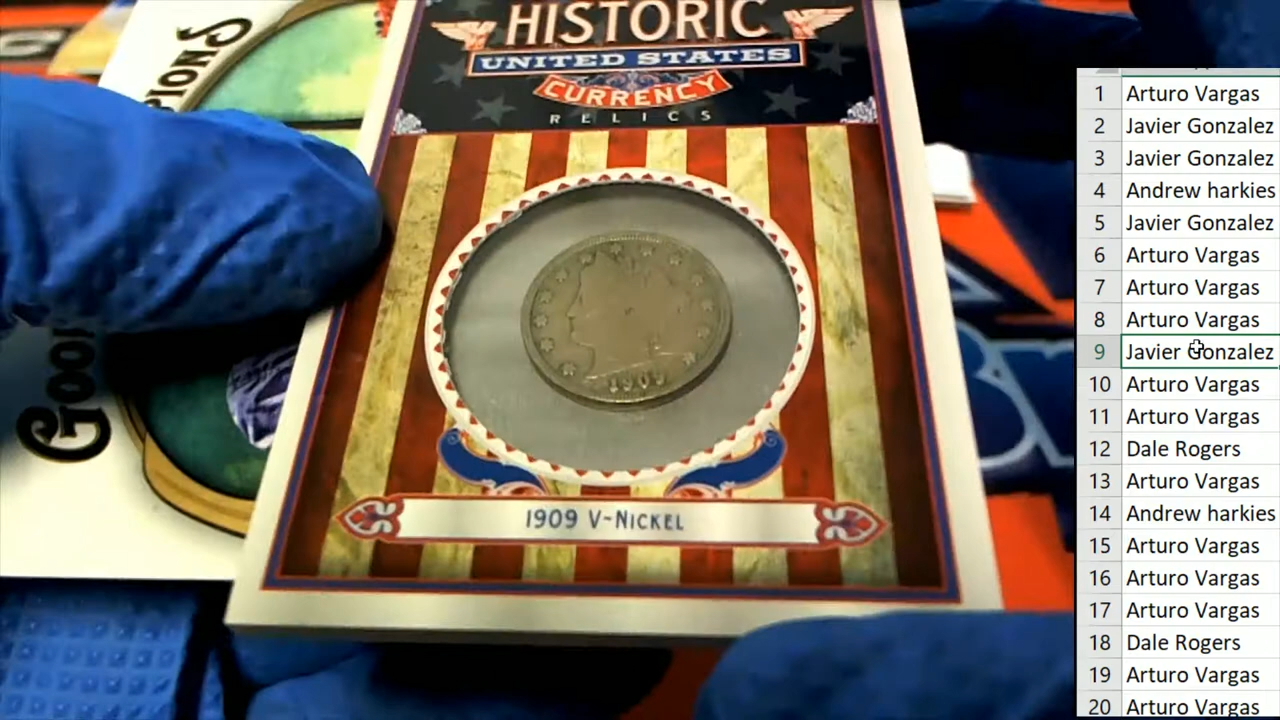 HISTORIC
UNITED STATES
CURRENCY
RELICS
1909
1909 V-NICKEL
1 Arturo Vargas
2 Javier Gonzalez
3 Javier Gonzalez
4 Andrew harkies
5 Javier Gonzalez
6 Arturo Vargas
7 Arturo Vargas
8 Arturo Vargas
9 Javier Gonzalez
10 Arturo Vargas
11 Arturo Vargas
12 Dale Rogers
13 Arturo Vargas
14 Andrew harkies
15 Arturo Vargas
16 Arturo Vargas
17 Arturo Vargas
18 Dale Rogers
19 Arturo Vargas
20 Arturo Vargas